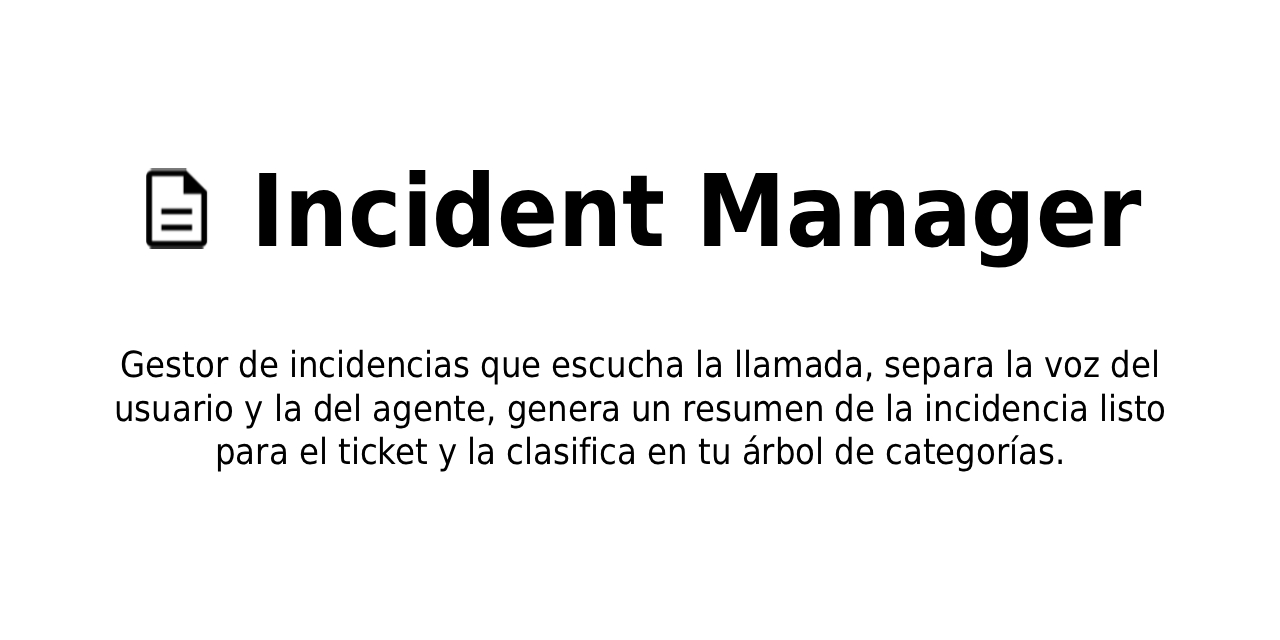 Incident Manager
Gestor de incidencias que escucha la llamada, separa la voz del
usuario y la del agente, genera un resumen de la incidencia listo
para el ticket y la clasifica en tu árbol de categorías.